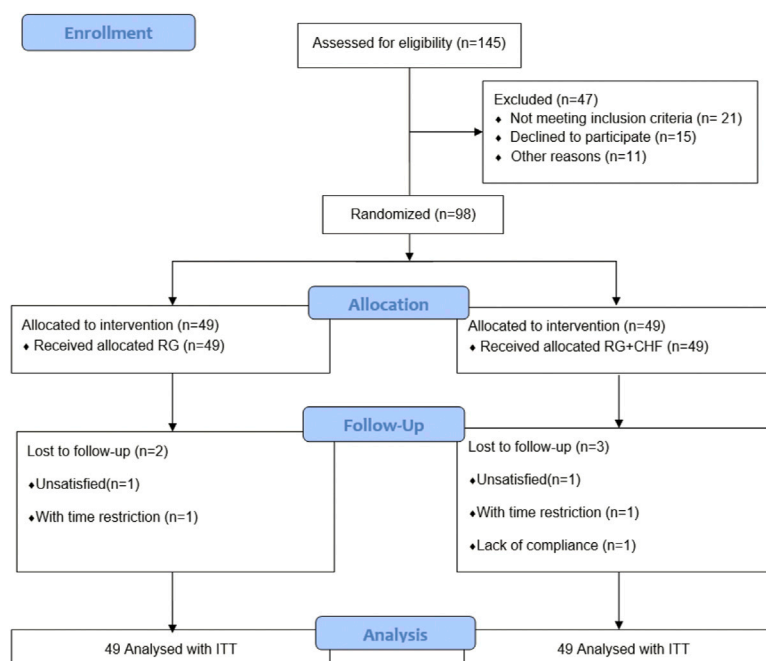 Enrollment
Assessed for eligibility (n=145)
Excluded (n=47)
♦ Not meeting inclusion criteria (n= 21)
♦ Declined to participate (n=15)
♦ Other reasons (n=11)
Randomized (n=98)
Allocation
Allocated to intervention (n=49)
♦ Received allocated RG (n=49)
Allocated to intervention (n=49)
♦ Received allocated RG+CHF (n=49)
Follow-Up
Lost to follow-up (n=2)
♦Unsatisfied(n=1)
♦With time restriction (n=1)
Lost to follow-up (n=3)
♦Unsatisfied(n=1)
♦With time restriction (n=1)
♦Lack of compliance (n=1)
Analysis
49 Analysed with ITT
49 Analysed with ITT